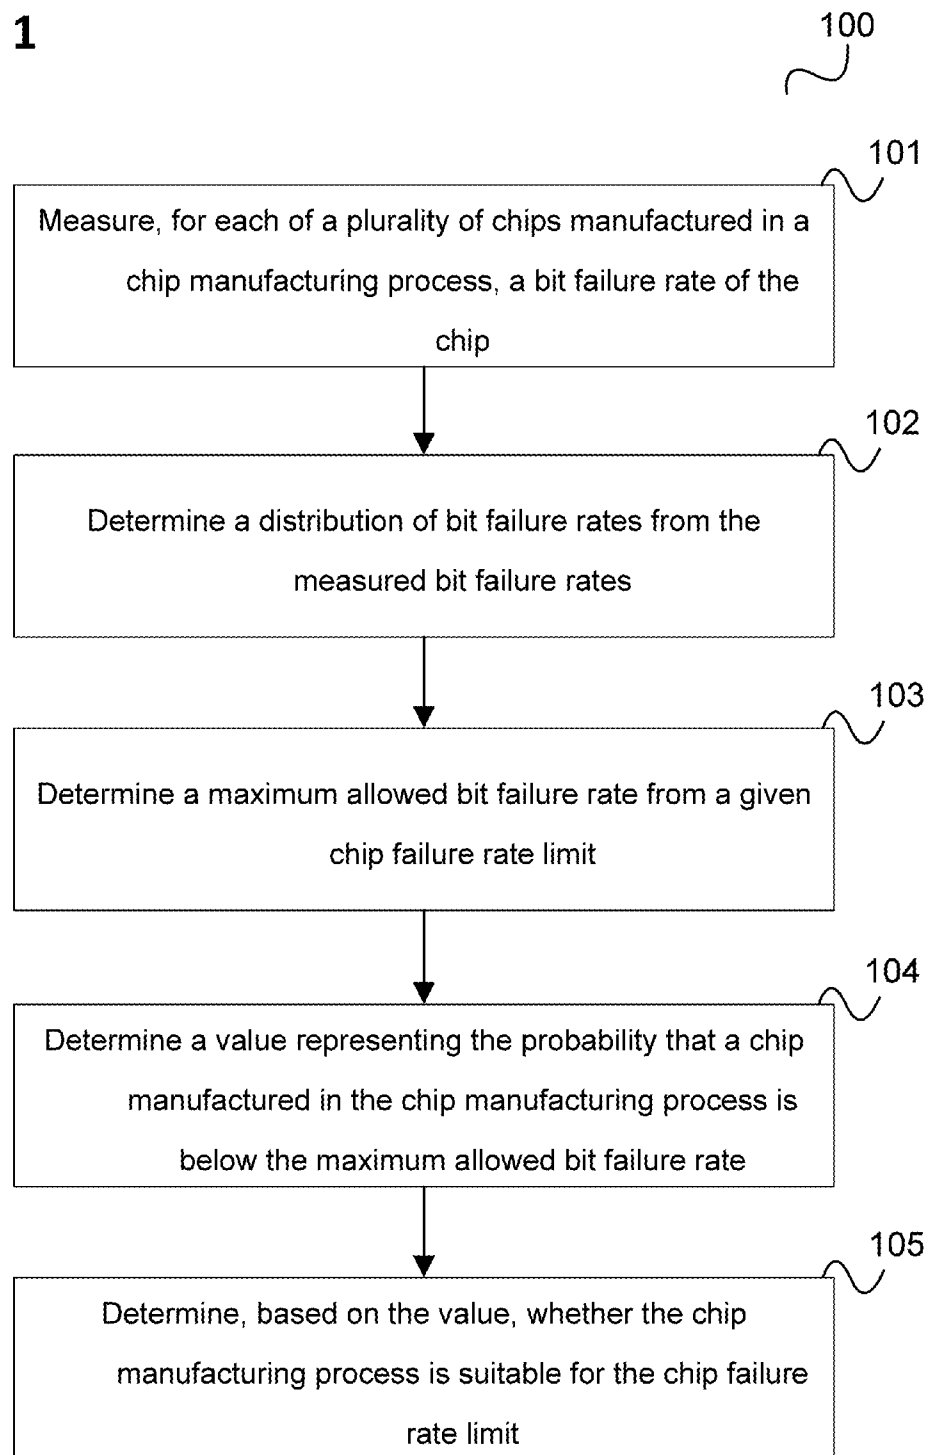 1
100
101
Measure, for each of a plurality of chips manufactured in a
chip manufacturing process, a bit failure rate of the
chip
102
Determine a distribution of bit failure rates from the
measured bit failure rates
103
Determine a maximum allowed bit failure rate from a given
chip failure rate limit
104
Determine a value representing the probability that a chip
manufactured in the chip manufacturing process is
below the maximum allowed bit failure rate
105
Determine, based on the value, whether the chip
manufacturing process is suitable for the chip failure
rate limit